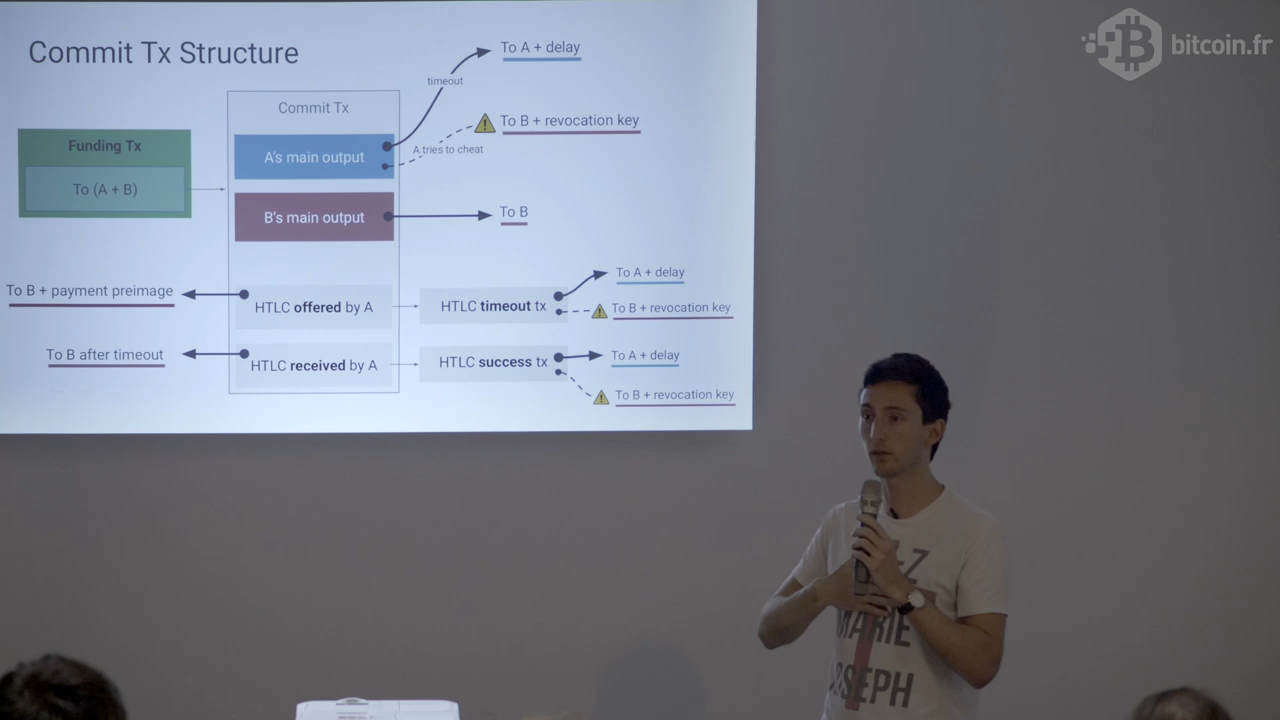 Commit Tx Structure
To A + delay
timeout
Commit Tx
To B + revocation key
Funding Tx
A's main output
A tries to cheat
To (A + B)
B's main output
To B
To B + payment preimage
HTLC offered by A
HTLC timeout tx
To A + delay
To B + revocation key
To B after timeout
HTLC received by A
HTLC success tx
To A + delay
To B + revocation key
bitcoin.fr
MARIE